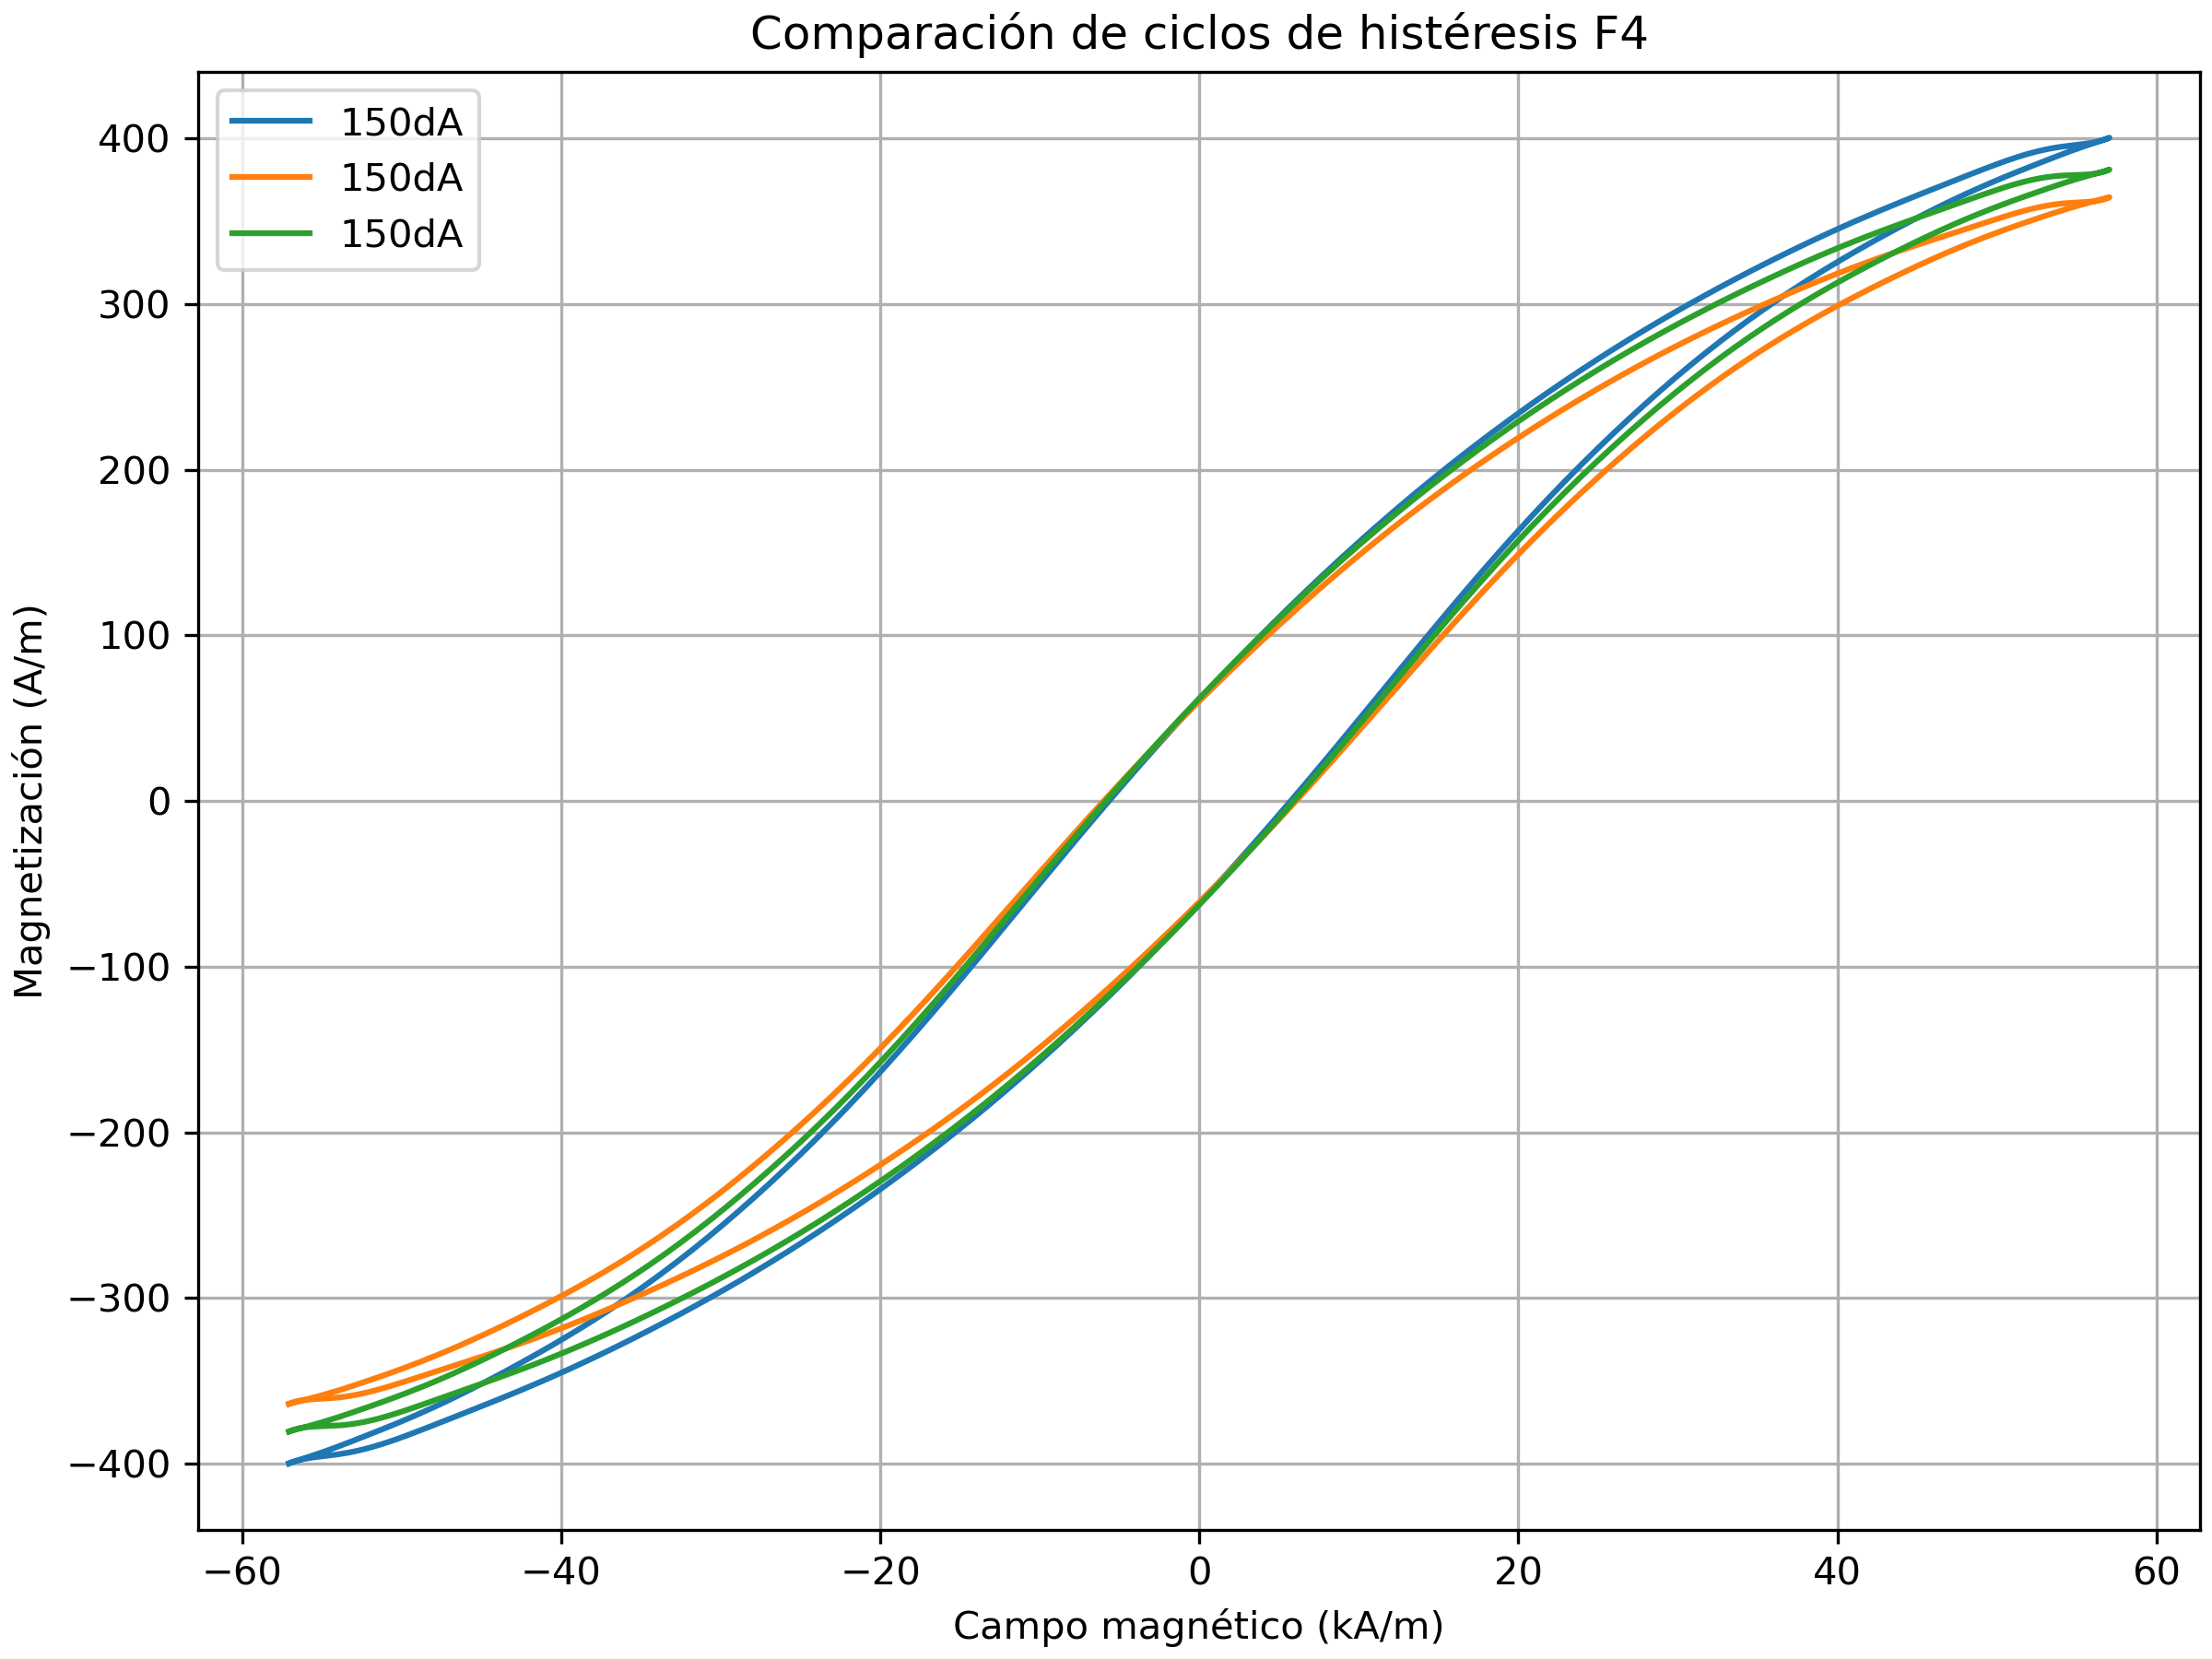 Comparación de ciclos de histéresis F4
150dA
150dA
150dA
400
300
200
100
0
−100
−200
−300
−400
Magnetización (A/m)
−60
−40
−20
0
20
40
60
Campo magnético (kA/m)